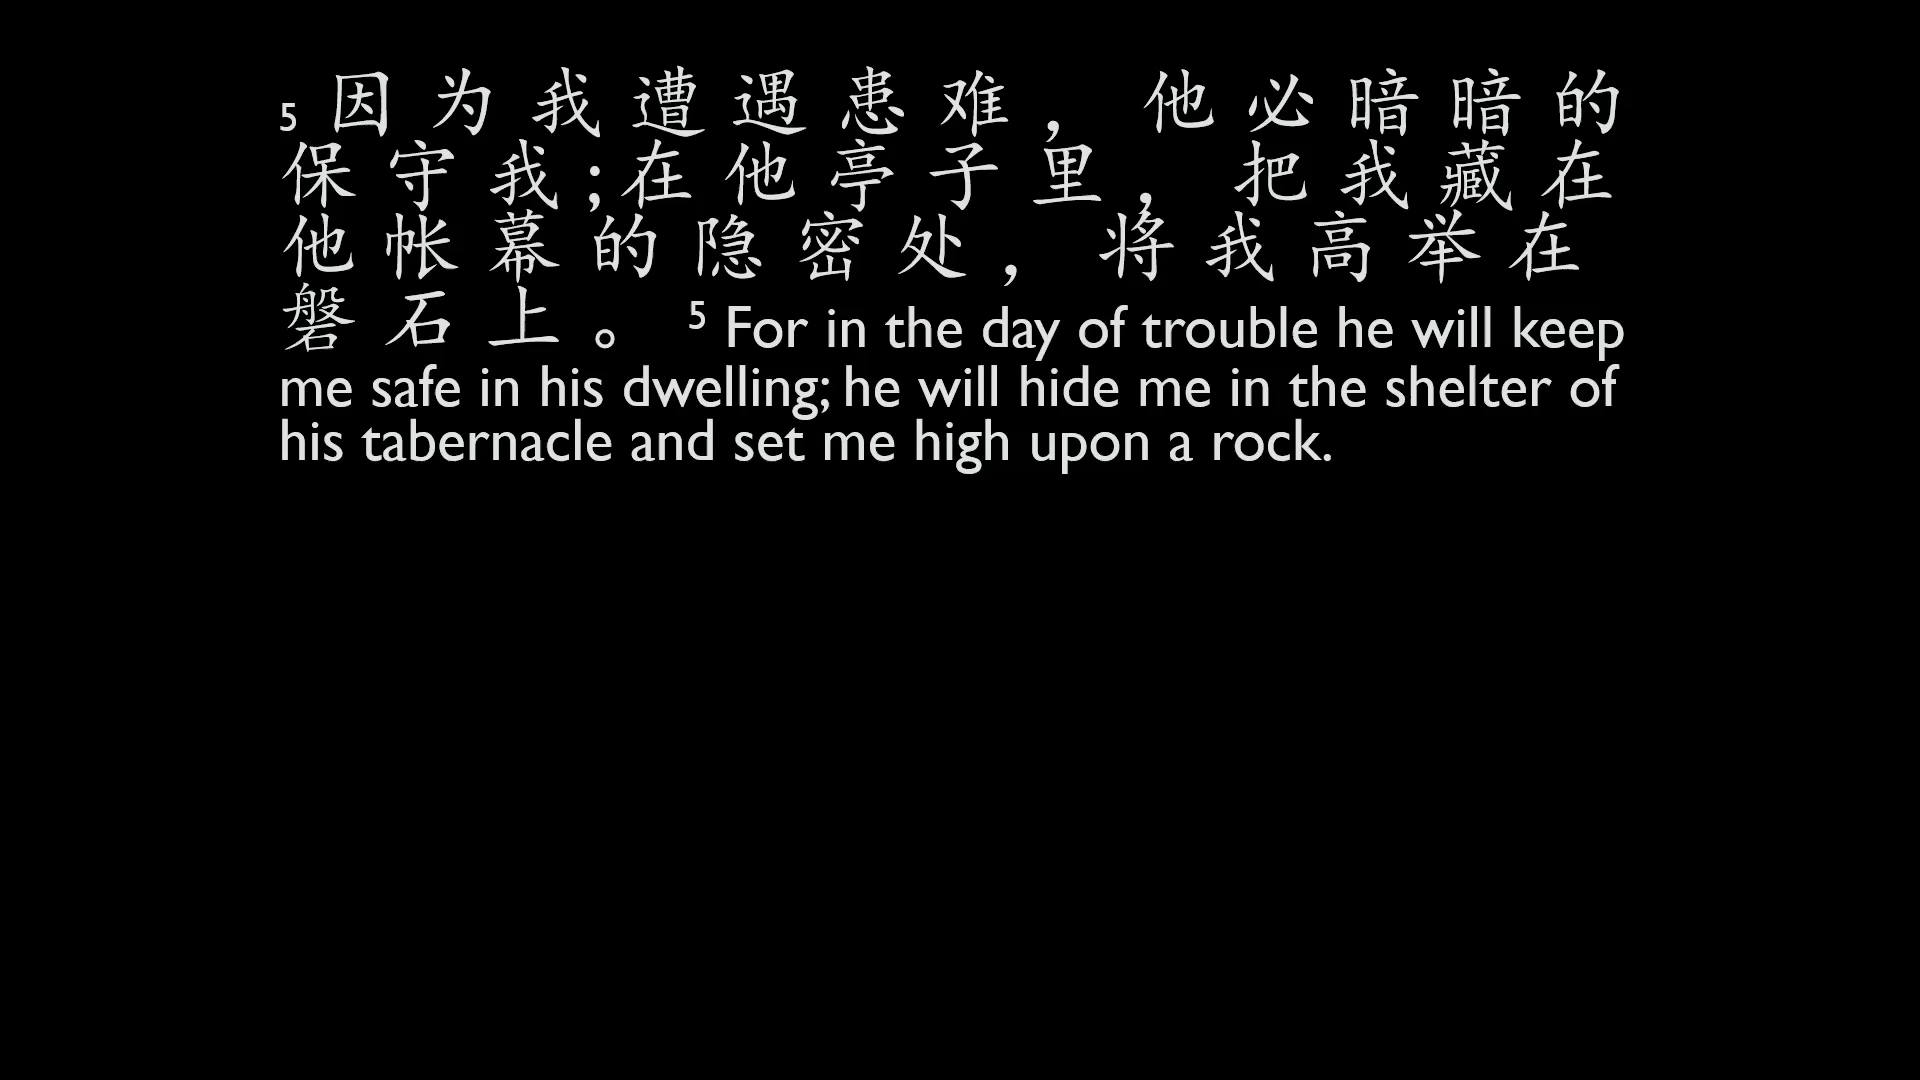 5 因为我遭遇患难，他必暗暗的
保守我;在他亭子里，把我藏在
他帐幕的隐密处，将我高举在
磐石上。 5 For in the day of trouble he will keep
me safe in his dwelling; he will hide me in the shelter of
his tabernacle and set me high upon a rock.